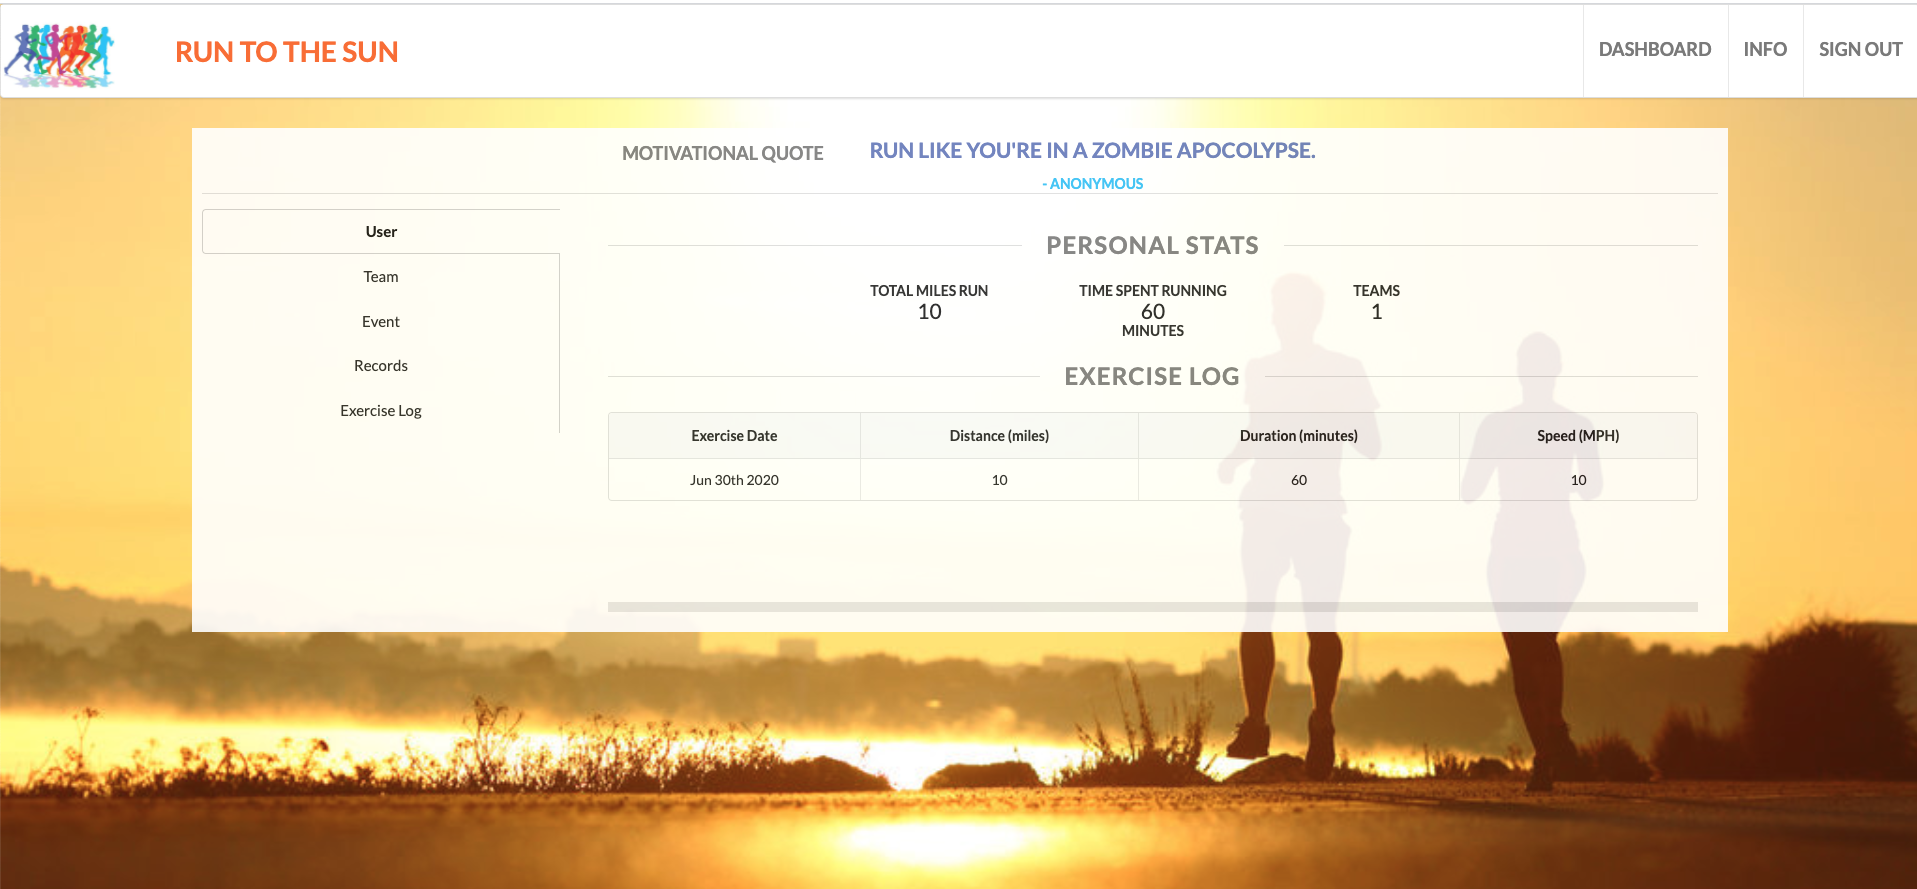 RUN TO THE SUN
DASHBOARD
INFO
SIGN OUT
MOTIVATIONAL QUOTE
RUN LIKE YOU'RE IN A ZOMBIE APOCOLYPSE.
- ANONYMOUS
User
Team
Event
Records
Exercise Log
PERSONAL STATS
TOTAL MILES RUN
10
TIME SPENT RUNNING
60
MINUTES
TEAMS
1
EXERCISE LOG
Exercise Date Distance (miles) Duration (minutes) Speed (MPH)
Jun 30th 2020 10 60 10